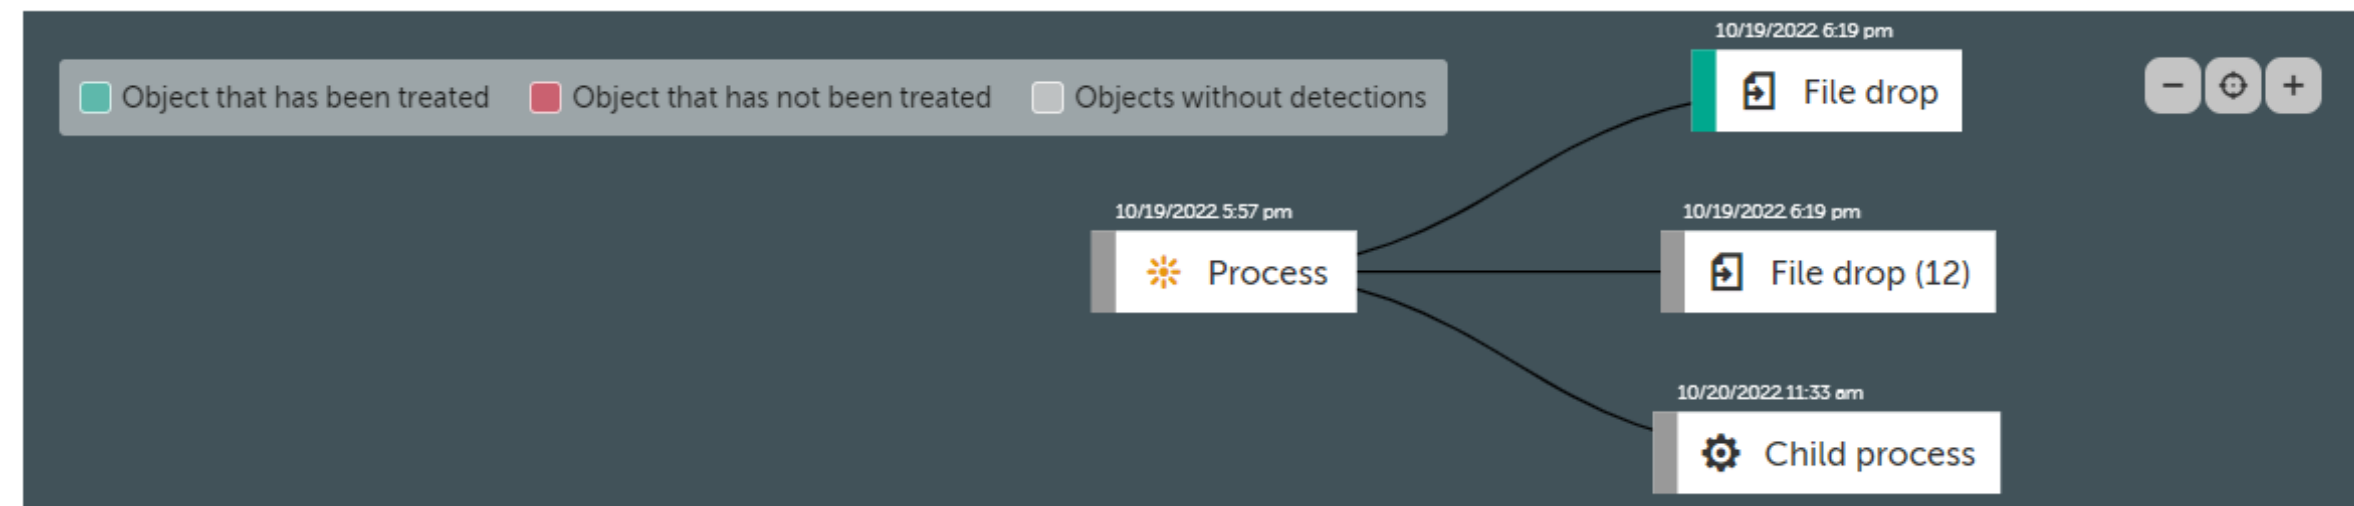 10/19/2022 6:19 pm
Object that has been treated
Object that has not been treated
Objects without detections
File drop
10/19/2022 5:57 pm
10/19/2022 6:19 pm
Process
File drop (12)
10/20/2022 11:33 am
Child process